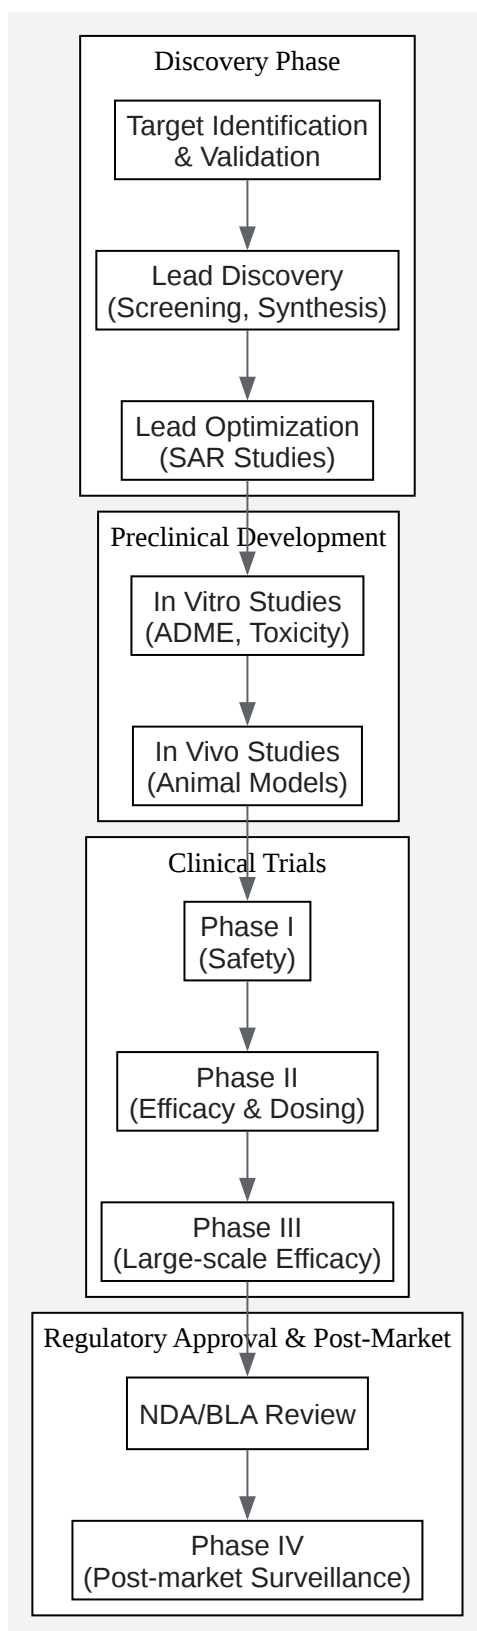 Discovery Phase
Target Identification
& Validation
Lead Discovery
(Screening, Synthesis)
Lead Optimization
(SAR Studies)
Preclinical Development
In Vitro Studies
(ADME, Toxicity)
In Vivo Studies
(Animal Models)
Clinical Trials
Phase I
(Safety)
Phase II
(Efficacy & Dosing)
Phase III
(Large-scale Efficacy)
Regulatory Approval & Post-Market
NDA/BLA Review
Phase IV
(Post-market Surveillance)